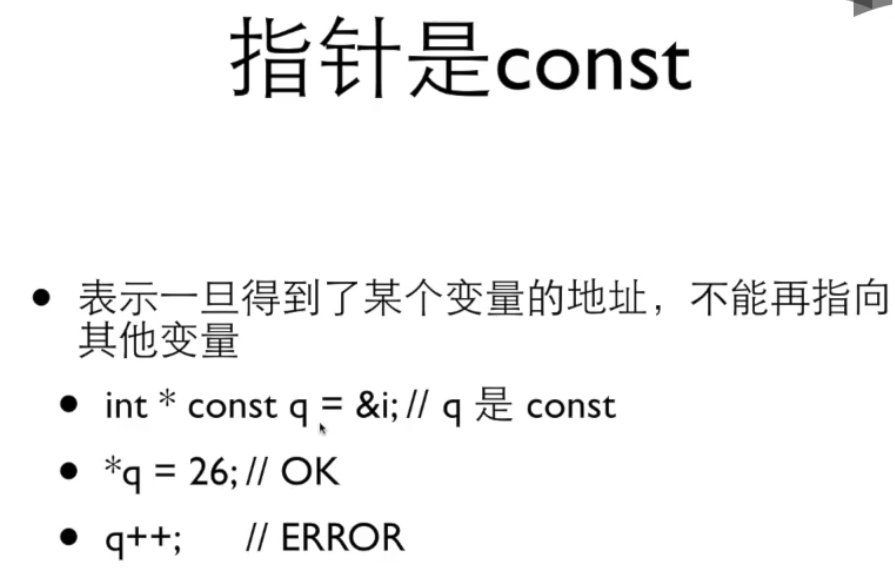 指针是const
表示一旦得到了某个变量的地址，不能再指向
其他变量
int * const q = &i; // q 是 const
*q = 26; // OK
q++; // ERROR